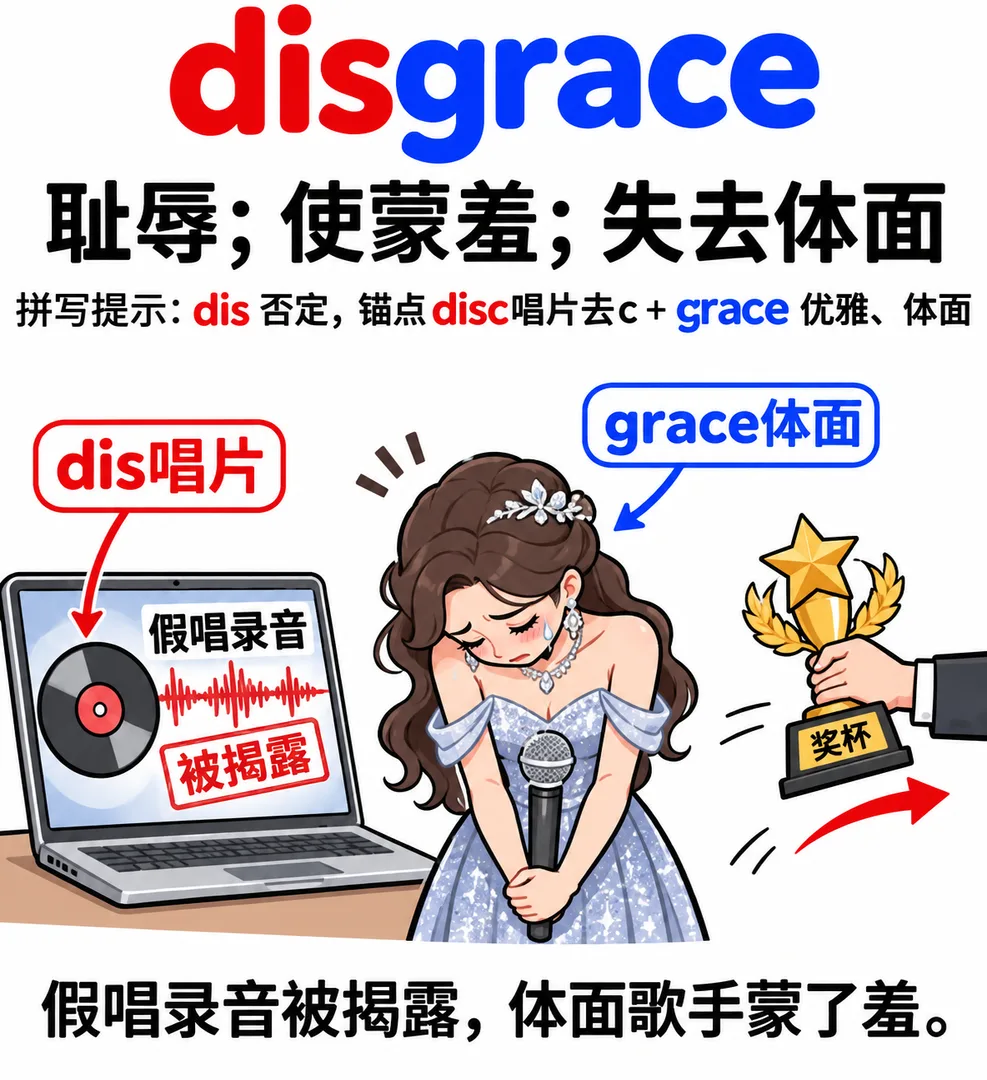 disgrace
耻辱；使蒙羞；失去体面
拼写提示：dis 否定，锚点disc唱片去c + grace 优雅、体面
grace体面
dis唱片
假唱录音
被揭露
奖杯
假唱录音被揭露，体面歌手蒙了羞。